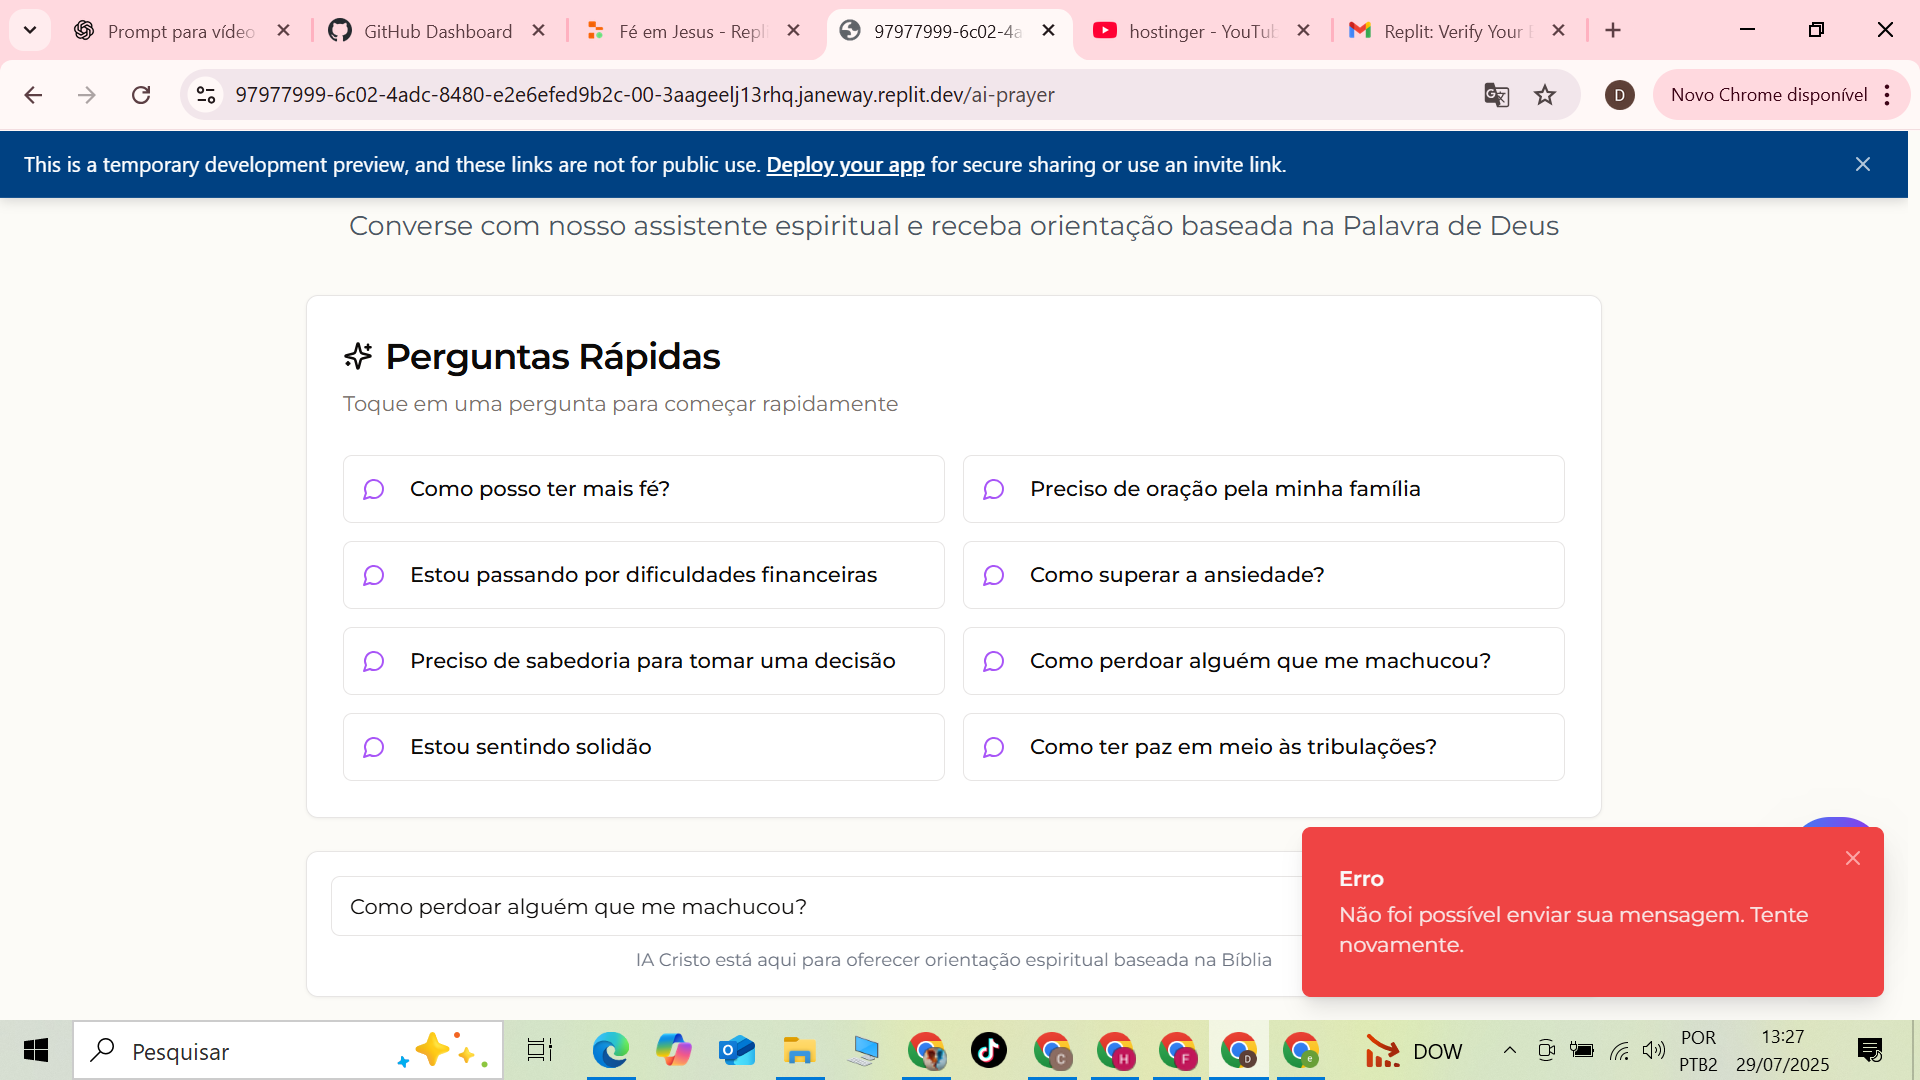 Prompt para vídeo
GitHub Dashboard
Fé em Jesus - Repli
97977999-6c02-4a
hostinger - YouTub
Replit: Verify Your E
97977999-6c02-4adc-8480-e2e6efed9b2c-00-3aageelj13rhq.janeway.replit.dev/ai-prayer
D
Novo Chrome disponível
This is a temporary development preview, and these links are not for public use. Deploy your app for secure sharing or use an invite link.
Converse com nosso assistente espiritual e receba orientação baseada na Palavra de Deus
Perguntas Rápidas
Toque em uma pergunta para começar rapidamente
Como posso ter mais fé?
Preciso de oração pela minha família
Estou passando por dificuldades financeiras
Como superar a ansiedade?
Preciso de sabedoria para tomar uma decisão
Como perdoar alguém que me machucou?
Estou sentindo solidão
Como ter paz em meio às tribulações?
Como perdoar alguém que me machucou?
IA Cristo está aqui para oferecer orientação espiritual baseada na Bíblia
Erro
Não foi possível enviar sua mensagem. Tente
novamente.
Pesquisar
DOW
POR
PTB2
13:27
29/07/2025